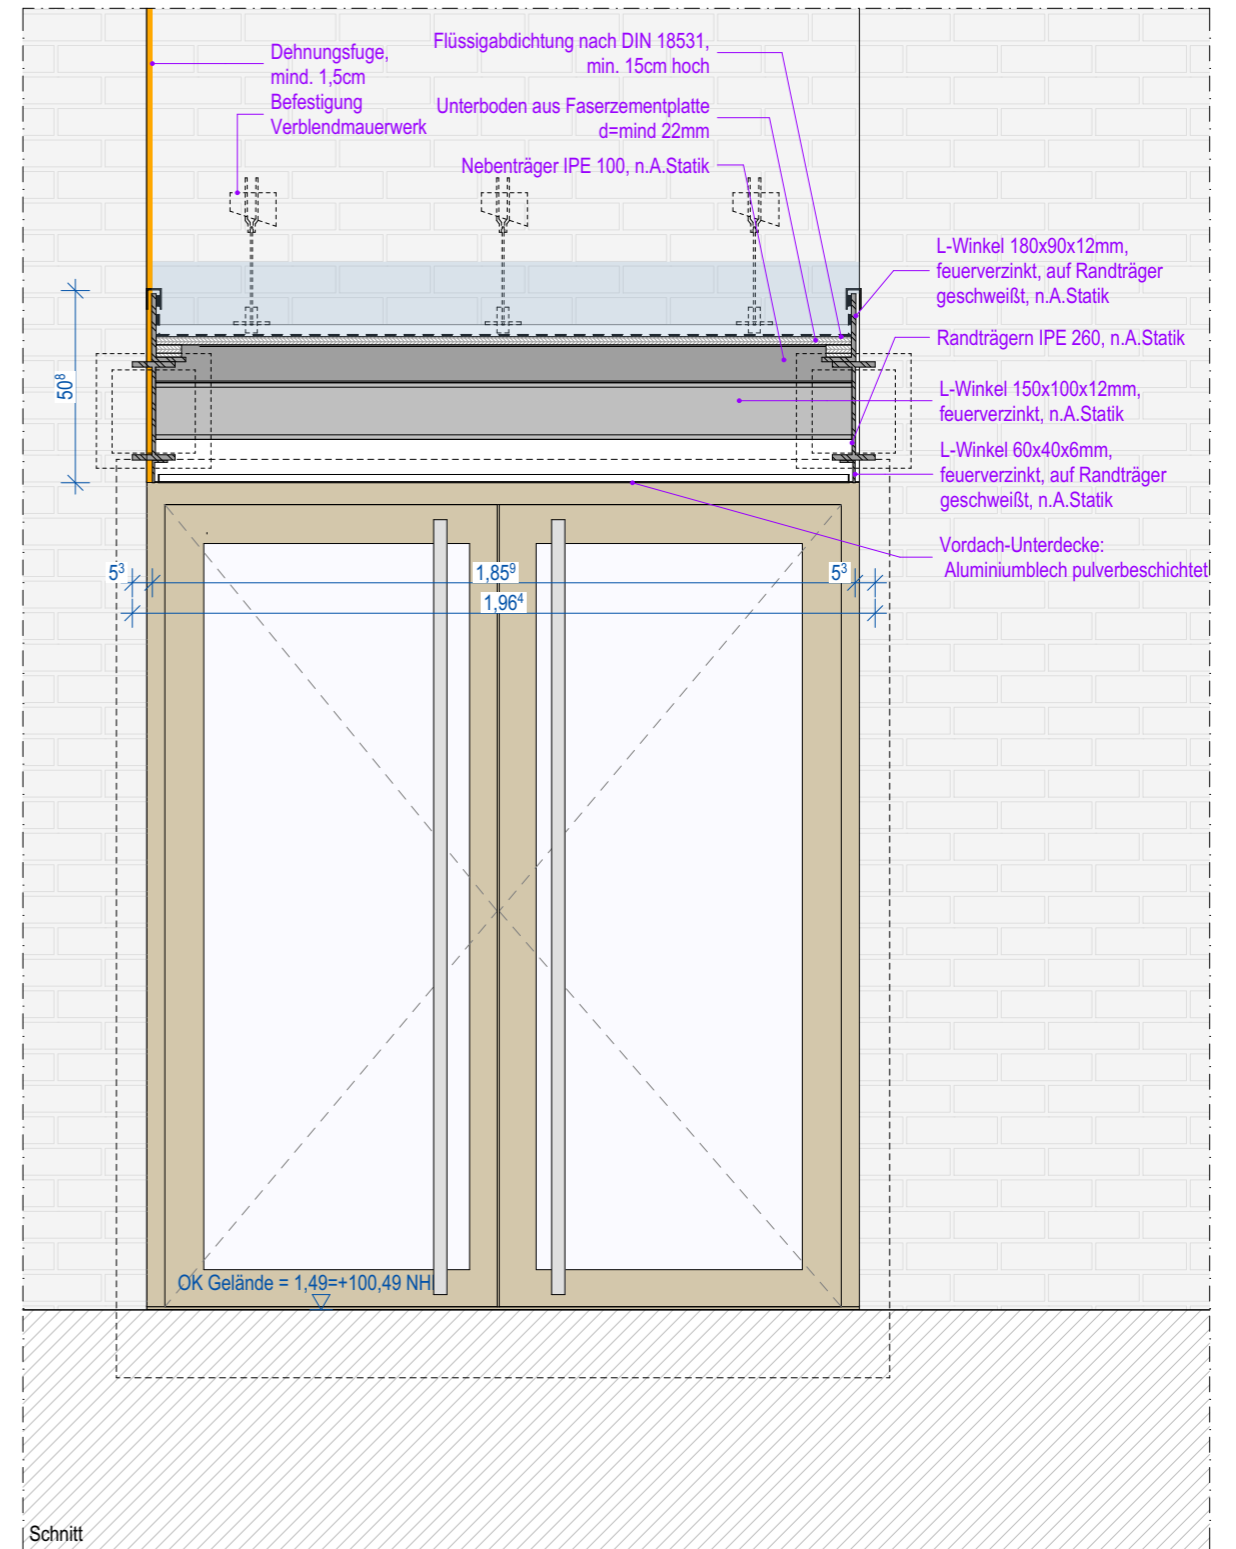 Dehnungsfuge,
mind. 1,5cm
Befestigung
Verblendmauerwerk
Flüssigabdichtung nach DIN 18531,
min. 15cm hoch
Unterboden aus Faserzementplatte
d=mind 22mm
Nebenträger IPE 100, n.A.Statik
L-Winkel 180x90x12mm,
feuerverzinkt, auf Randträger
geschweißt, n.A.Statik
Randträgern IPE 260, n.A.Statik
L-Winkel 150x100x12mm,
feuerverzinkt, n.A.Statik
L-Winkel 60x40x6mm,
feuerverzinkt, auf Randträger
geschweißt, n.A.Statik
Vordach-Unterdecke:
Aluminiumblech pulverbeschichtet
50⁸
5³
1,85⁹
5³
1,96⁴
OK Gelände = 1,49=+100,49 NH
Schnitt